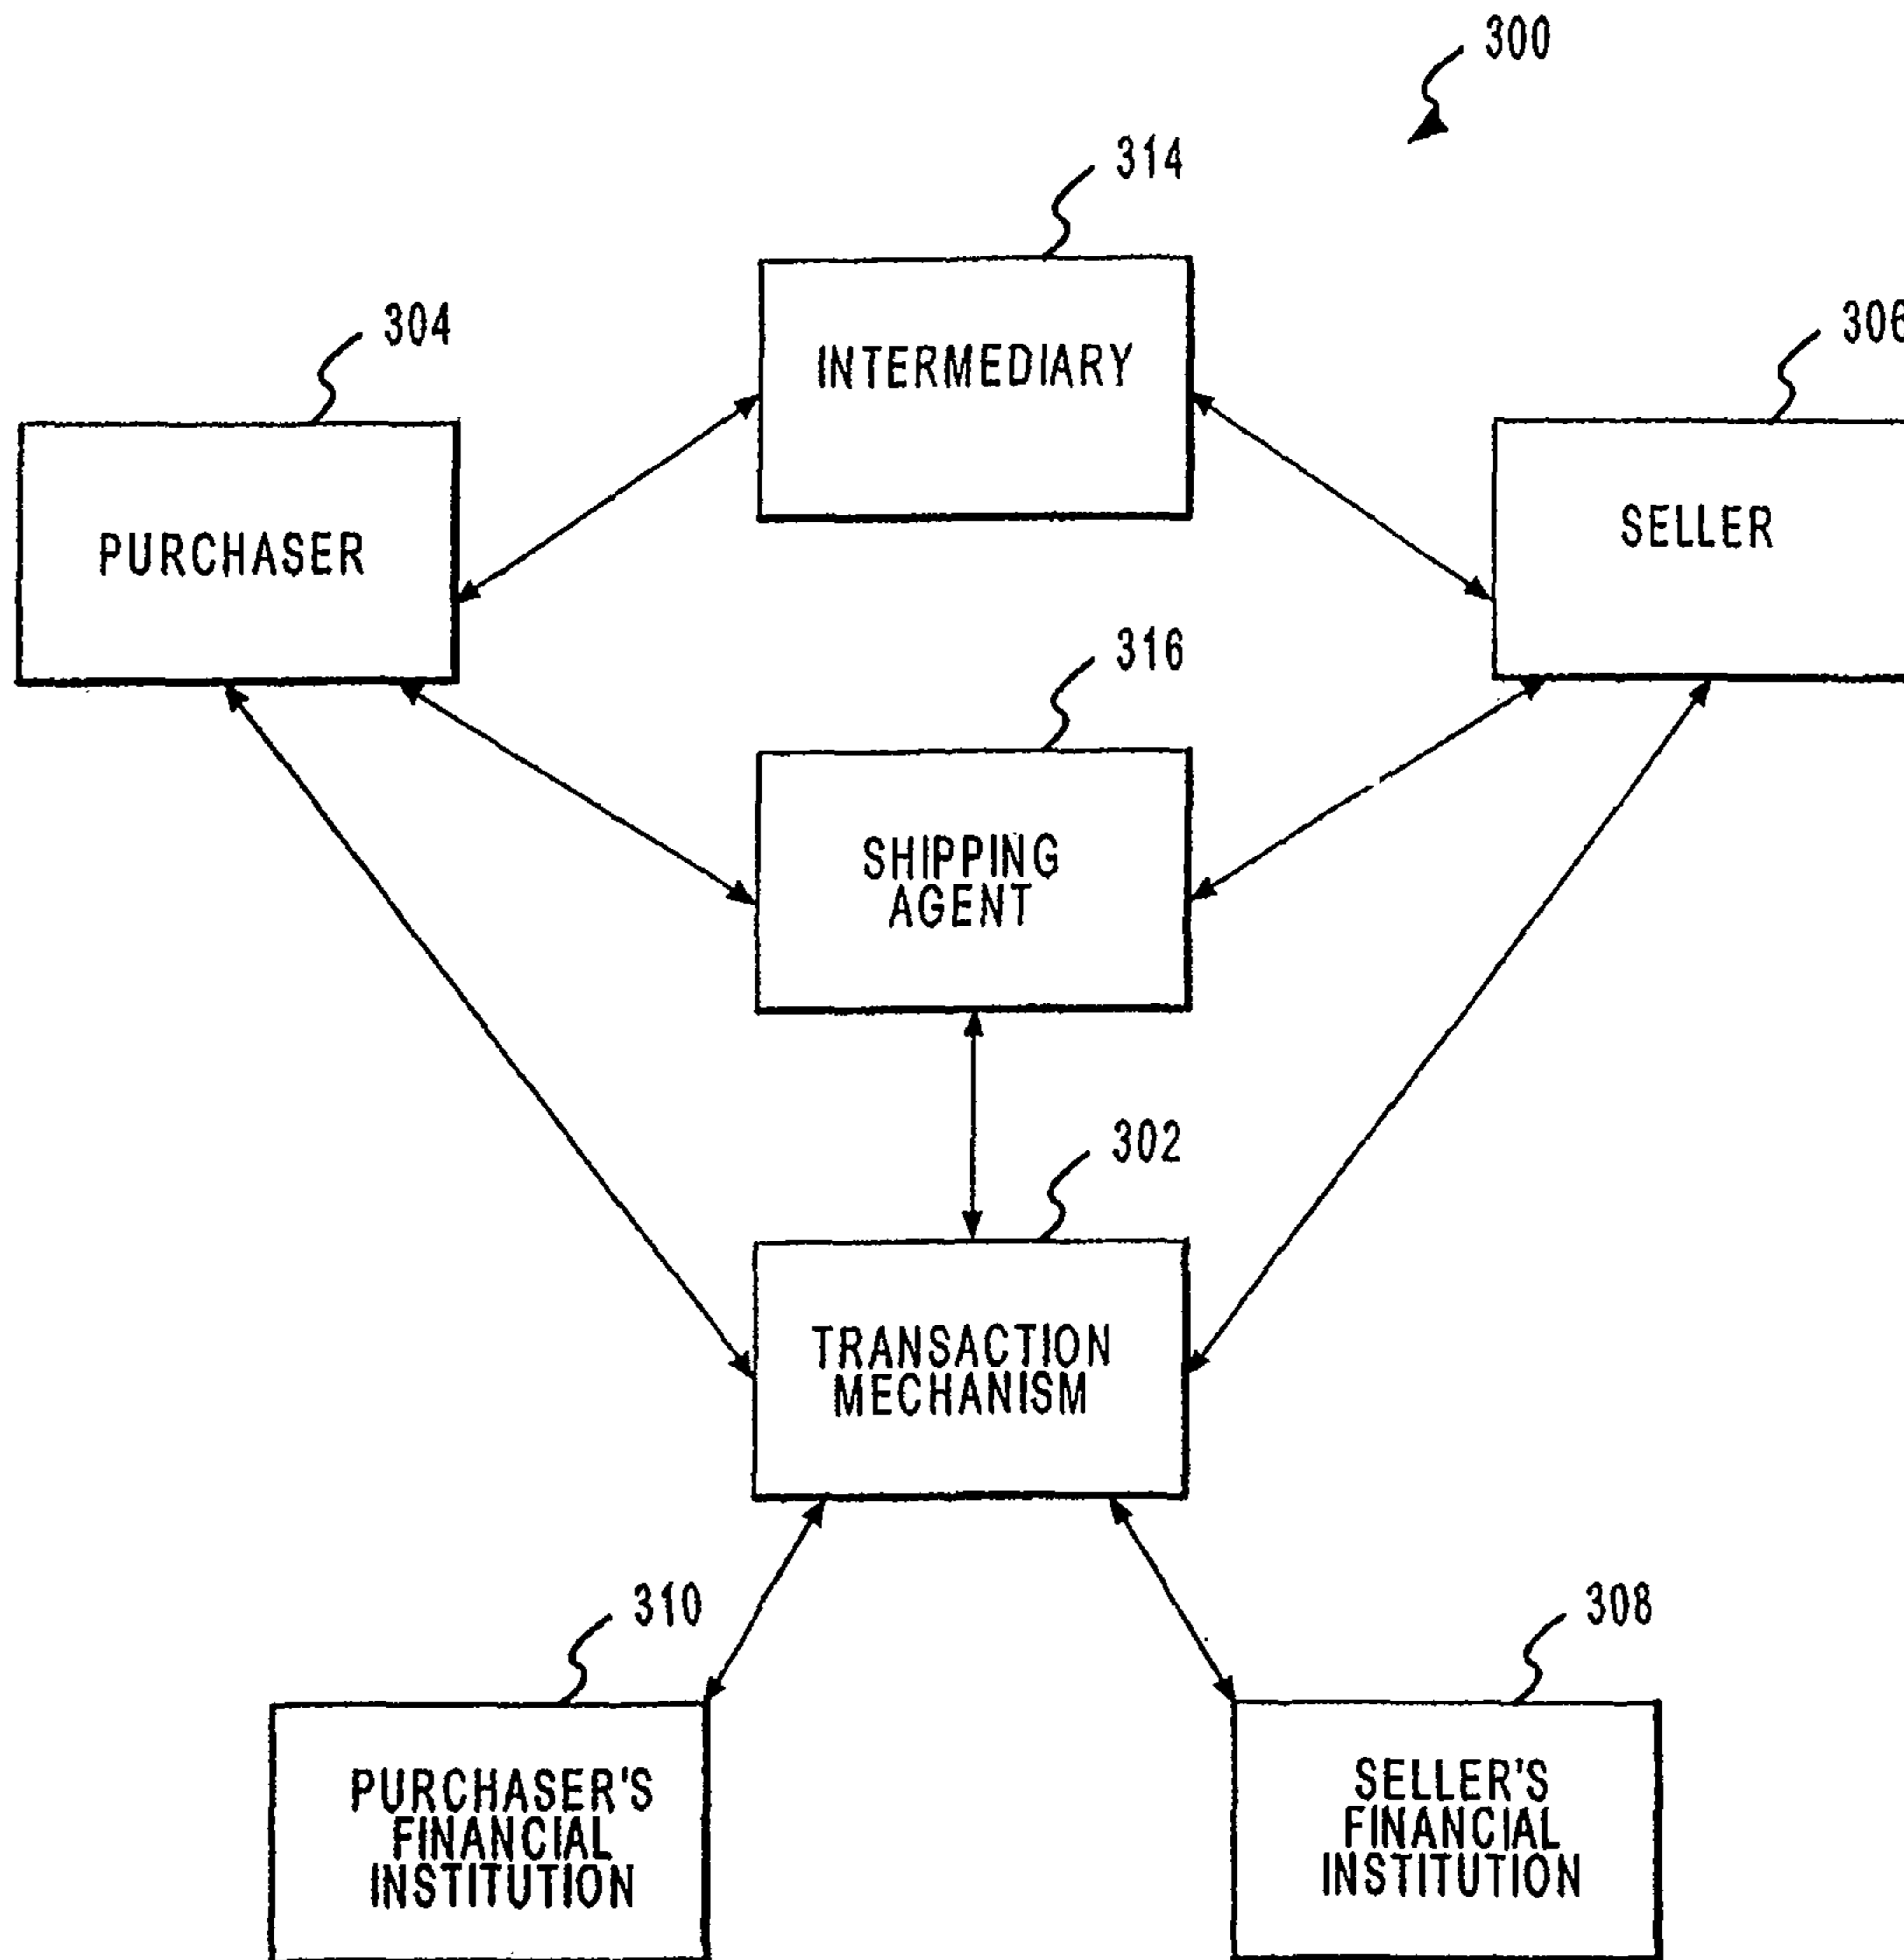 300
314
304
306
INTERMEDIARY
PURCHASER
SELLER
316
SHIPPING
AGENT
302
TRANSACTION
MECHANISM
310
308
PURCHASER'S
FINANCIAL
INSTITUTION
SELLER'S
FINANCIAL
INSTITUTION